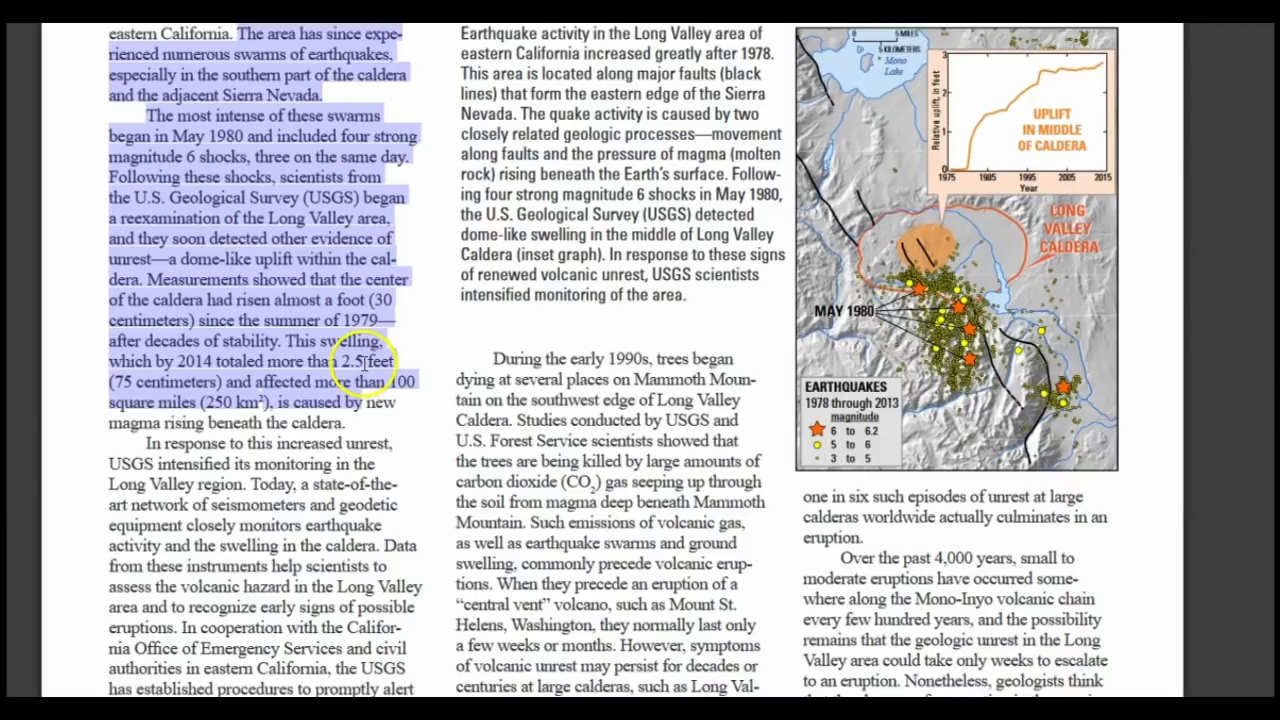 eastern California. The area has since expe-
rienced numerous swarms of earthquakes,
especially in the southern part of the caldera
and the adjacent Sierra Nevada.
The most intense of these swarms
began in May 1980 and included four strong
magnitude 6 shocks, three on the same day.
Following these shocks, scientists from
the U.S. Geological Survey (USGS) began
a reexamination of the Long Valley area,
and they soon detected other evidence of
unrest—a dome-like uplift within the cal-
dera. Measurements showed that the center
of the caldera had risen almost a foot (30
centimeters) since the summer of 1979—
after decades of stability. This swelling,
which by 2014 totaled more than 2.5 feet
(75 centimeters) and affected more than 100
square miles (250 km²), is caused by new
magma rising beneath the caldera.
In response to this increased unrest,
USGS intensified its monitoring in the
Long Valley region. Today, a state-of-the-
art network of seismometers and geodetic
equipment closely monitors earthquake
activity and the swelling in the caldera. Data
from these instruments help scientists to
assess the volcanic hazard in the Long Valley
area and to recognize early signs of possible
eruptions. In cooperation with the Califor-
nia Office of Emergency Services and civil
authorities in eastern California, the USGS
has established procedures to promptly alert
Earthquake activity in the Long Valley area of
eastern California increased greatly after 1978.
This area is located along major faults (black
lines) that form the eastern edge of the Sierra
Nevada. The quake activity is caused by two
closely related geologic processes—movement
along faults and the pressure of magma (molten
rock) rising beneath the Earth's surface. Follow-
ing four strong magnitude 6 shocks in May 1980,
the U.S. Geological Survey (USGS) detected
dome-like swelling in the middle of Long Valley
Caldera (inset graph). In response to these signs
of renewed volcanic unrest, USGS scientists
intensified monitoring of the area.
During the early 1990s, trees began
dying at several places on Mammoth Moun-
tain on the southwest edge of Long Valley
Caldera. Studies conducted by USGS and
U.S. Forest Service scientists showed that
the trees are being killed by large amounts of
carbon dioxide (CO₂) gas seeping up through
the soil from magma deep beneath Mammoth
Mountain. Such emissions of volcanic gas,
as well as earthquake swarms and ground
swelling, commonly precede volcanic erup-
tions. When they precede an eruption of a
“central vent” volcano, such as Mount St.
Helens, Washington, they normally last only
a few weeks or months. However, symptoms
of volcanic unrest may persist for decades or
centuries at large calderas, such as Long Val-
0 5 MILES
0 5 KILOMETERS
Mono
Lake
Relative uplift, in feet
3
2
1
0
1975 1985 1995 2005 2015
Year
UPLIFT
IN MIDDLE
OF CALDERA
LONG
VALLEY
CALDERA
MAY 1980
EARTHQUAKES
1978 through 2013
magnitude
6 to 6.2
5 to 6
3 to 5
one in six such episodes of unrest at large
calderas worldwide actually culminates in an
eruption.
Over the past 4,000 years, small to
moderate eruptions have occurred some-
where along the Mono-Inyo volcanic chain
every few hundred years, and the possibility
remains that the geologic unrest in the Long
Valley area could take only weeks to escalate
to an eruption. Nonetheless, geologists think